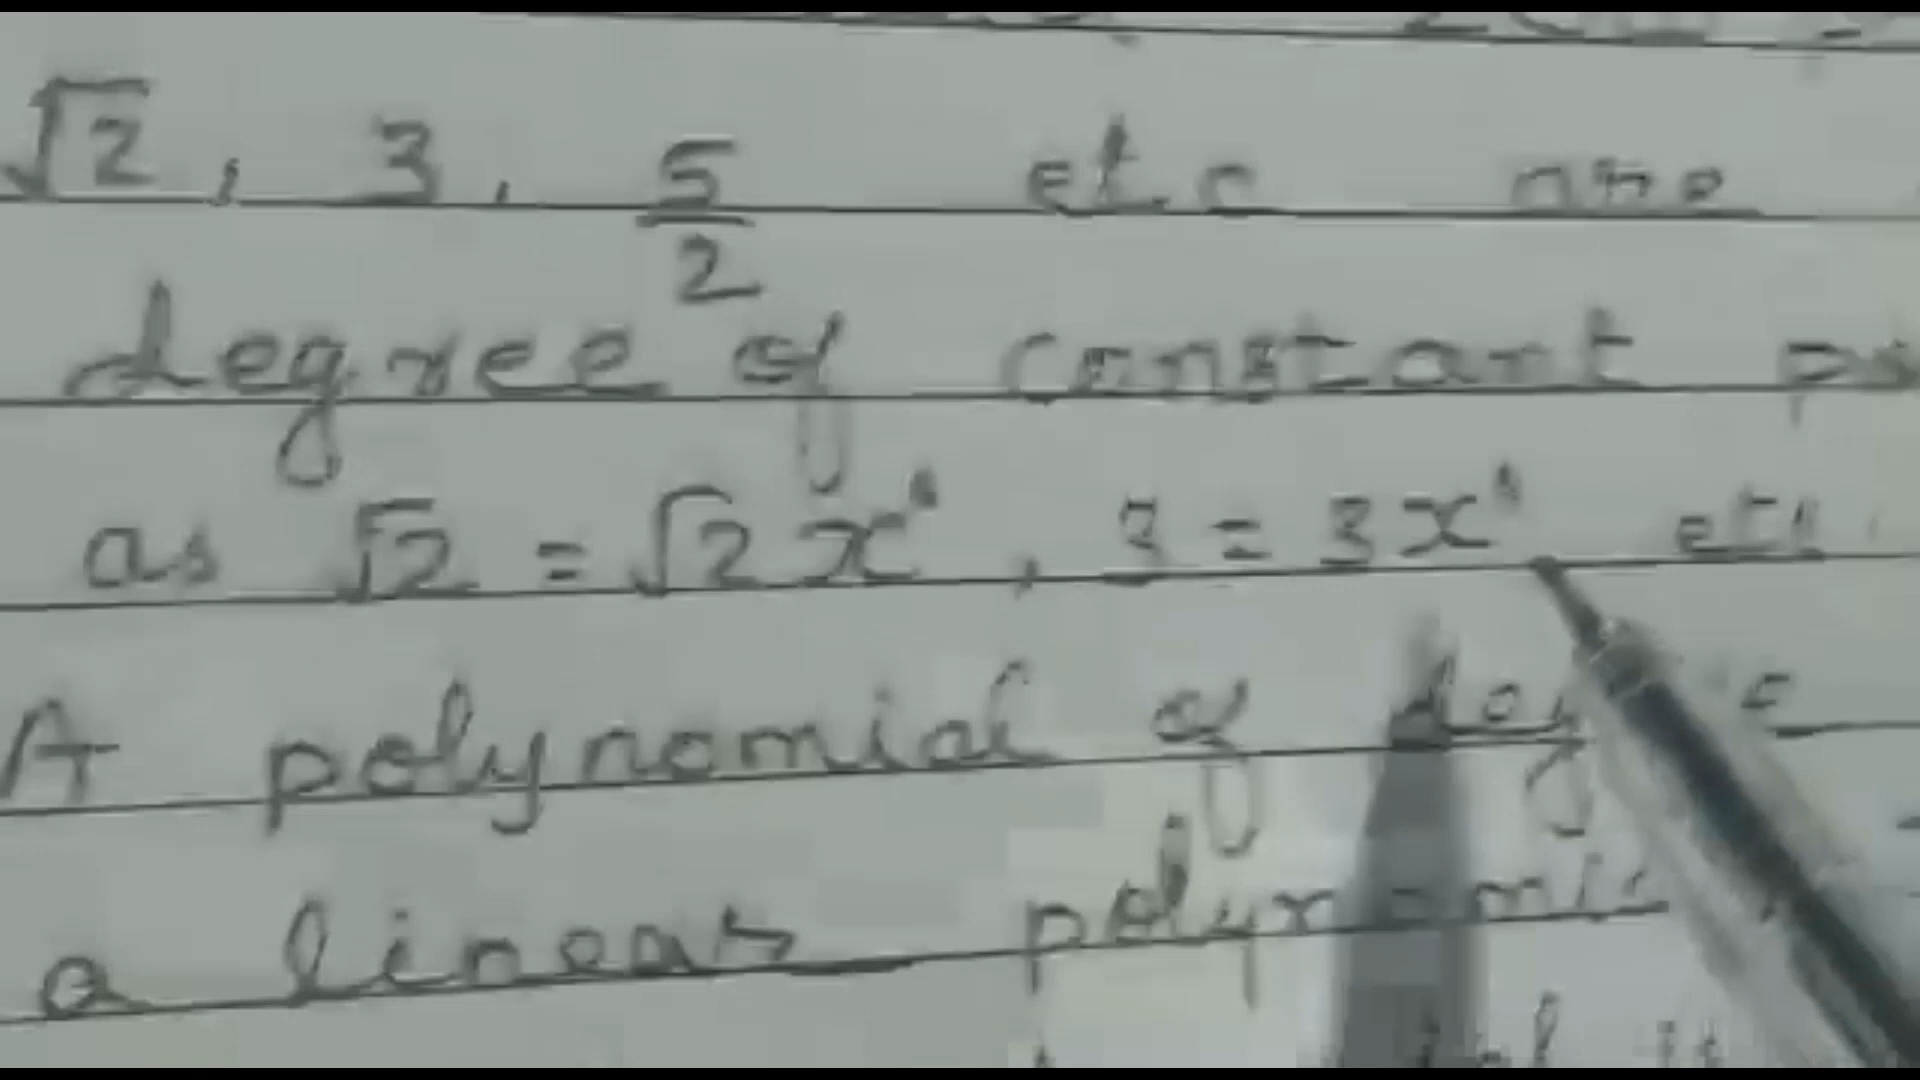 √2, 3, 5/2 etc are
degree of constant
as √2 = √2x⁰, 3 = 3x⁰ etc
A polynomial of
a linear